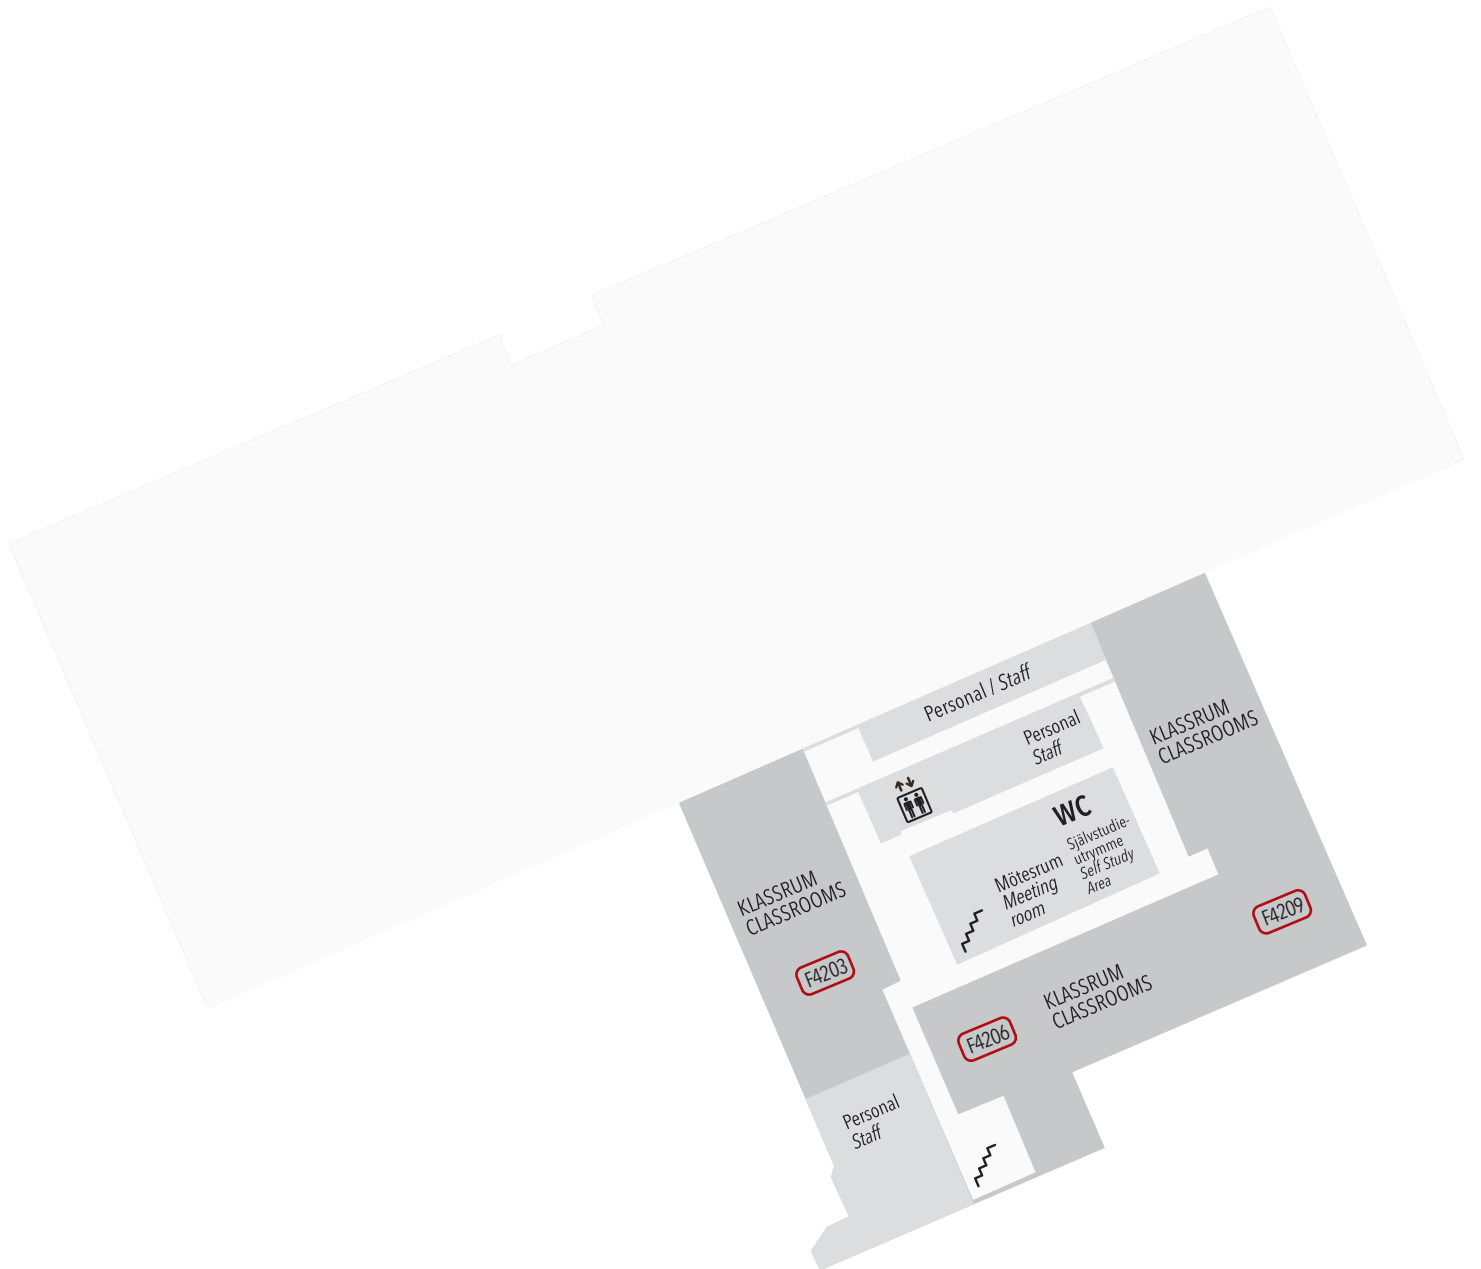 Personal / Staff
Personal
Staff
KLASSRUM
CLASSROOMS
WC
Självstudie-
utrymme
Self Study
Area
Mötesrum
Meeting
room
KLASSRUM
CLASSROOMS
F4203
F4209
KLASSRUM
CLASSROOMS
F4206
Personal
Staff